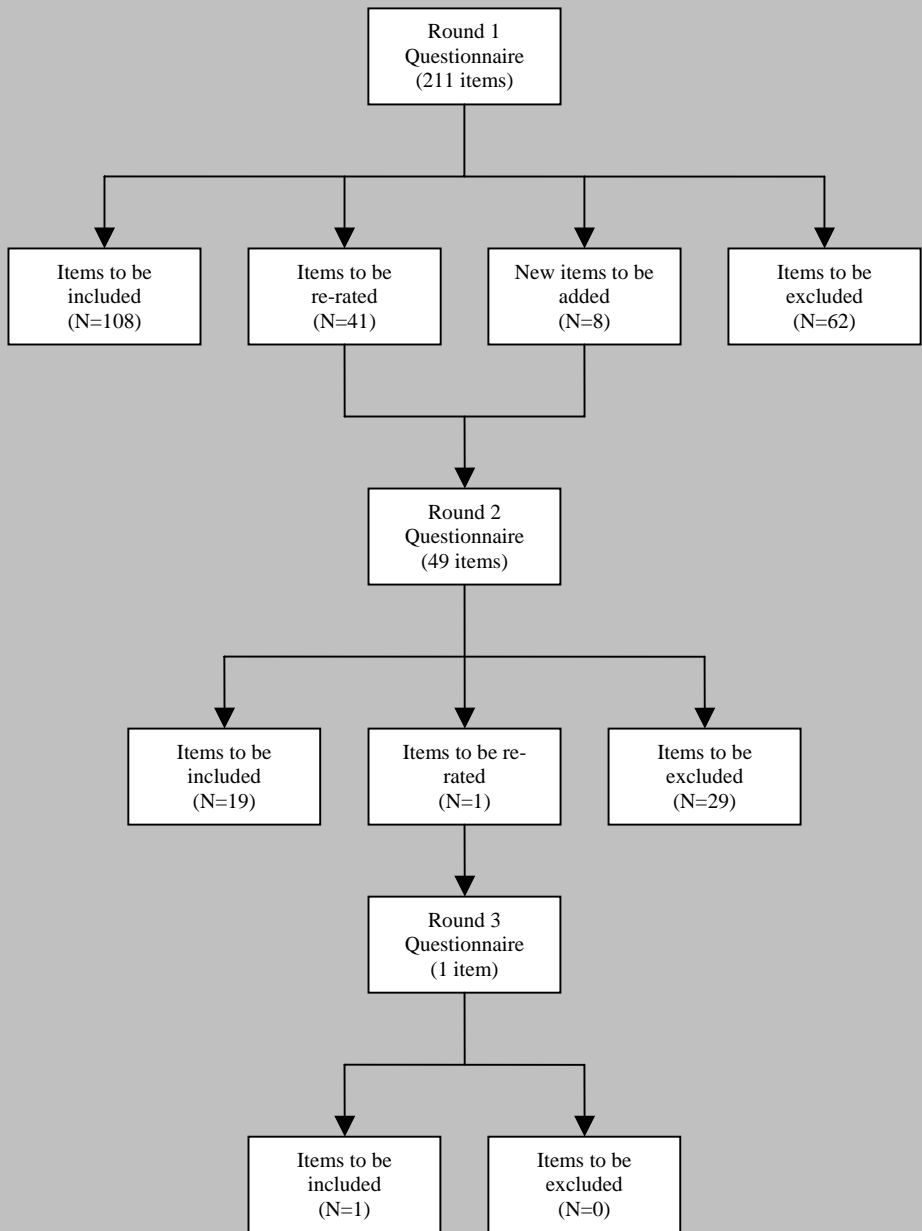 Round 1
Questionnaire
(211 items)
Items to be
included
(N=108)
Items to be
re-rated
(N=41)
New items to be
added
(N=8)
Items to be
excluded
(N=62)
Round 2
Questionnaire
(49 items)
Items to be
included
(N=19)
Items to be re-
rated
(N=1)
Items to be
excluded
(N=29)
Round 3
Questionnaire
(1 item)
Items to be
included
(N=1)
Items to be
excluded
(N=0)